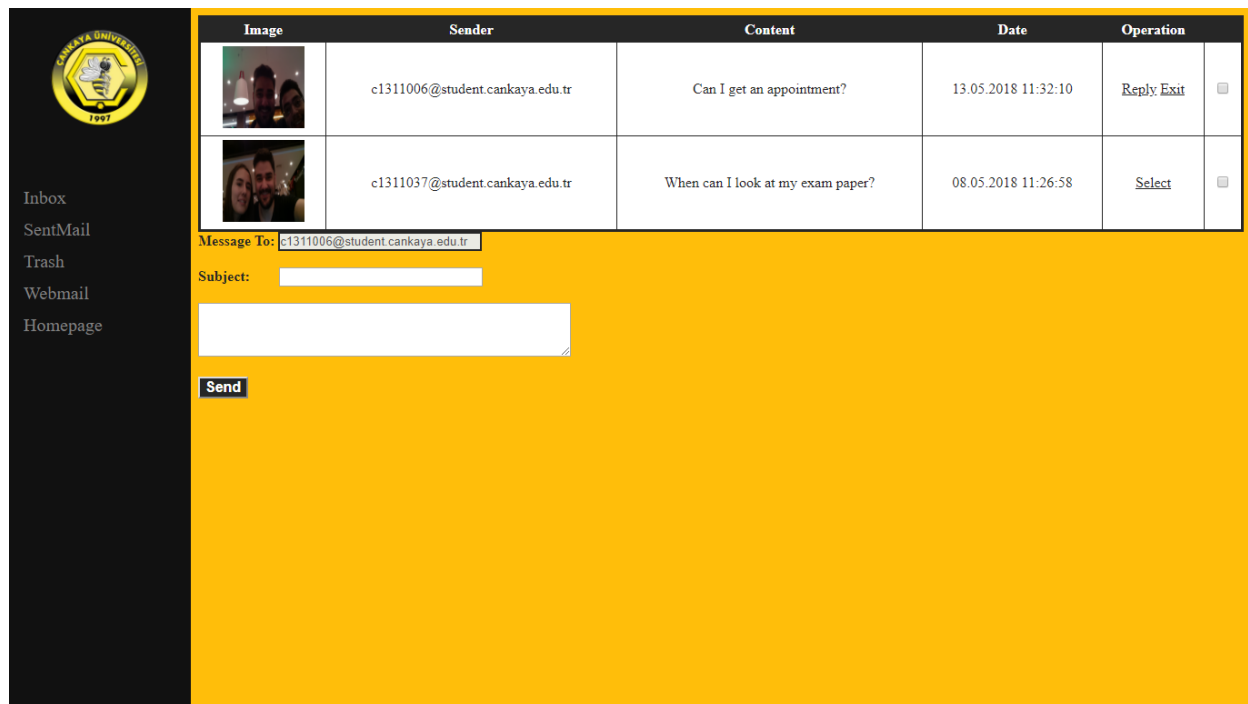 ÇANKAYA ÜNİVERSİTESİ
1997
Inbox
SentMail
Trash
Webmail
Homepage
Image Sender Content Date Operation
c1311006@student.cankaya.edu.tr Can I get an appointment? 13.05.2018 11:32:10 Reply Exit
c1311037@student.cankaya.edu.tr When can I look at my exam paper? 08.05.2018 11:26:58 Select
Message To: c1311006@student.cankaya.edu.tr
Subject:
Send